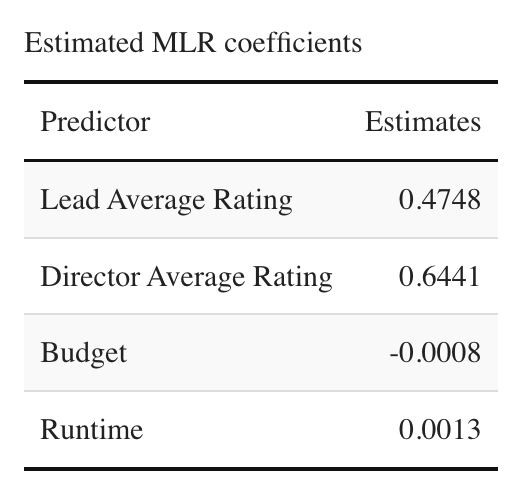 Estimated MLR coefficients
Predictor Estimates
Lead Average Rating 0.4748
Director Average Rating 0.6441
Budget -0.0008
Runtime 0.0013